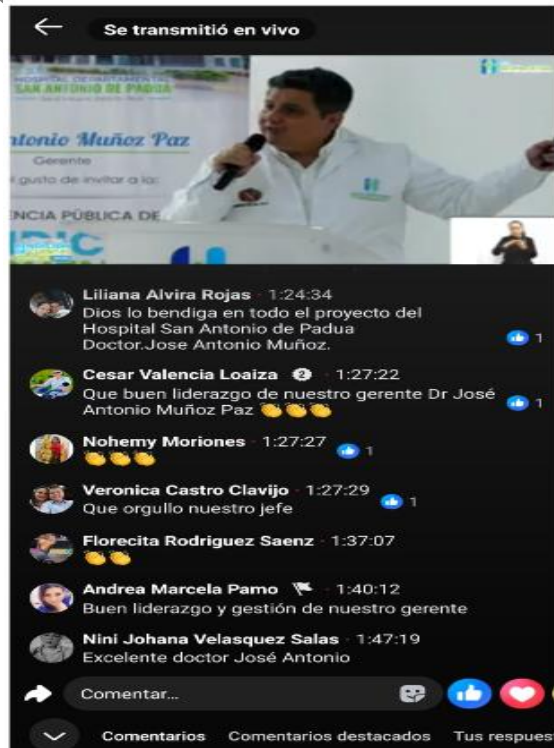 Se transmitió en vivo
HOSPITAL DEPARTAMENTAL
SAN ANTONIO DE PADUA
ntonio Muñoz Paz
Gerente
gusto de invitar a la:
NCIA PÚBLICA DE
Liliana Alvira Rojas · 1:24:34
Dios lo bendiga en todo el proyecto del
Hospital San Antonio de Padua
Doctor.Jose Antonio Muñoz.
1
Cesar Valencia Loaiza 2 · 1:27:22
Que buen liderazgo de nuestro gerente Dr José
Antonio Muñoz Paz 👏👏👏
1
Nohemy Moriones · 1:27:27
👏👏👏
1
Veronica Castro Clavijo · 1:27:29
Que orgullo nuestro jefe
1
Florecita Rodriguez Saenz · 1:37:07
👏👏
Andrea Marcela Pamo · 1:40:12
Buen liderazgo y gestión de nuestro gerente
Nini Johana Velasquez Salas · 1:47:19
Excelente doctor José Antonio
Comentar...
Comentarios Comentarios destacados Tus respues